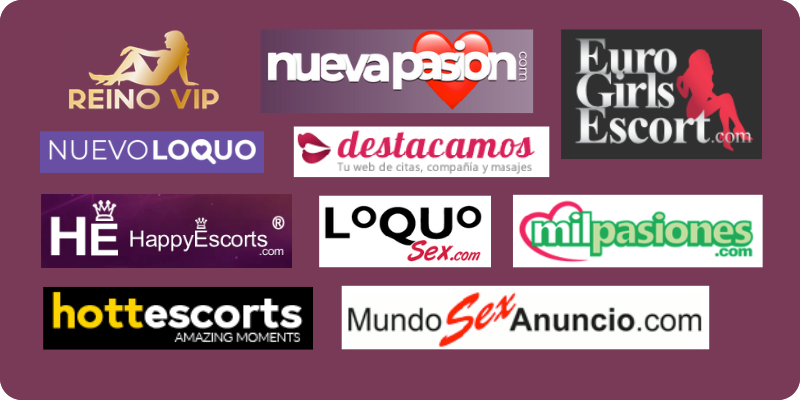 REINO VIP
nuevapasion.com
Euro
Girls
Escort.com
NUEVOLOQUO
destacamos
Tu web de citas, compañía y masajes
HE HappyEscorts.com ®
LOQUO
Sex.com
milpasiones
.com
hottescorts
AMAZING MOMENTS
MundoSexAnuncio.com